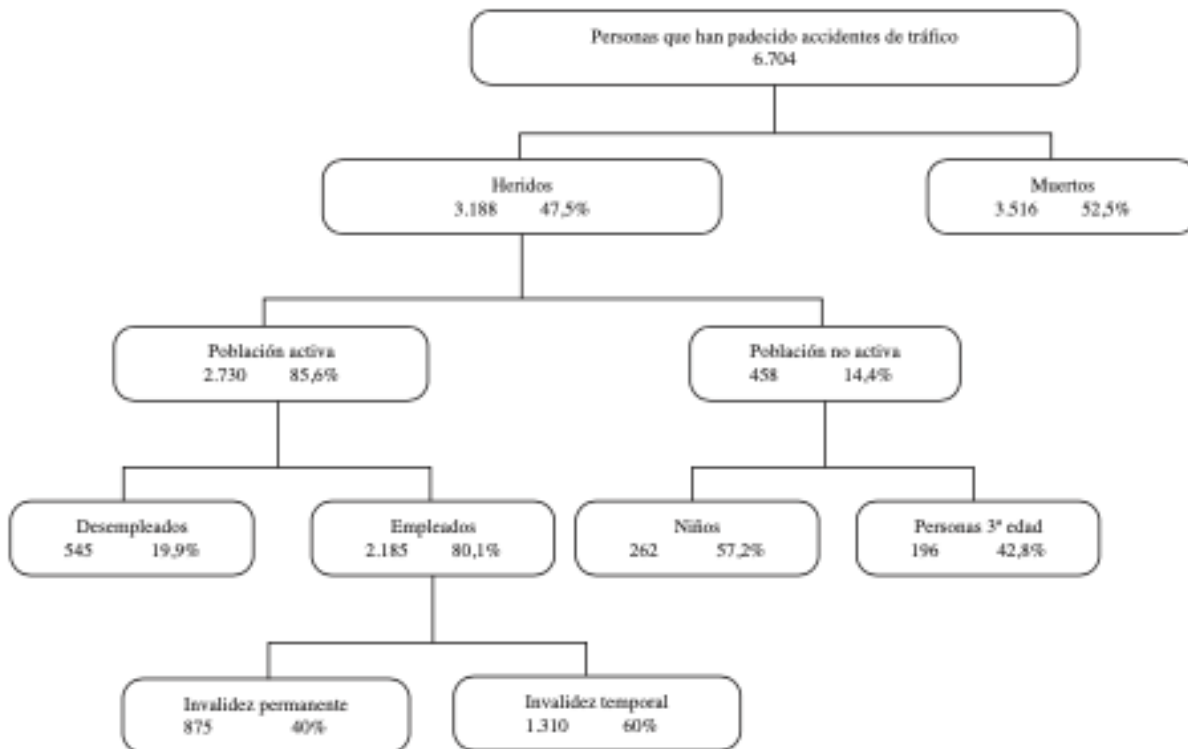 Personas que han padecido accidentes de tráfico
6.704
Heridos
3.188 47,5%
Muertos
3.516 52,5%
Población activa
2.730 85,6%
Población no activa
458 14,4%
Desempleados
545 19,9%
Empleados
2.185 80,1%
Niños
262 57,2%
Personas 3ª edad
196 42,8%
Invalidez permanente
875 40%
Invalidez temporal
1.310 60%